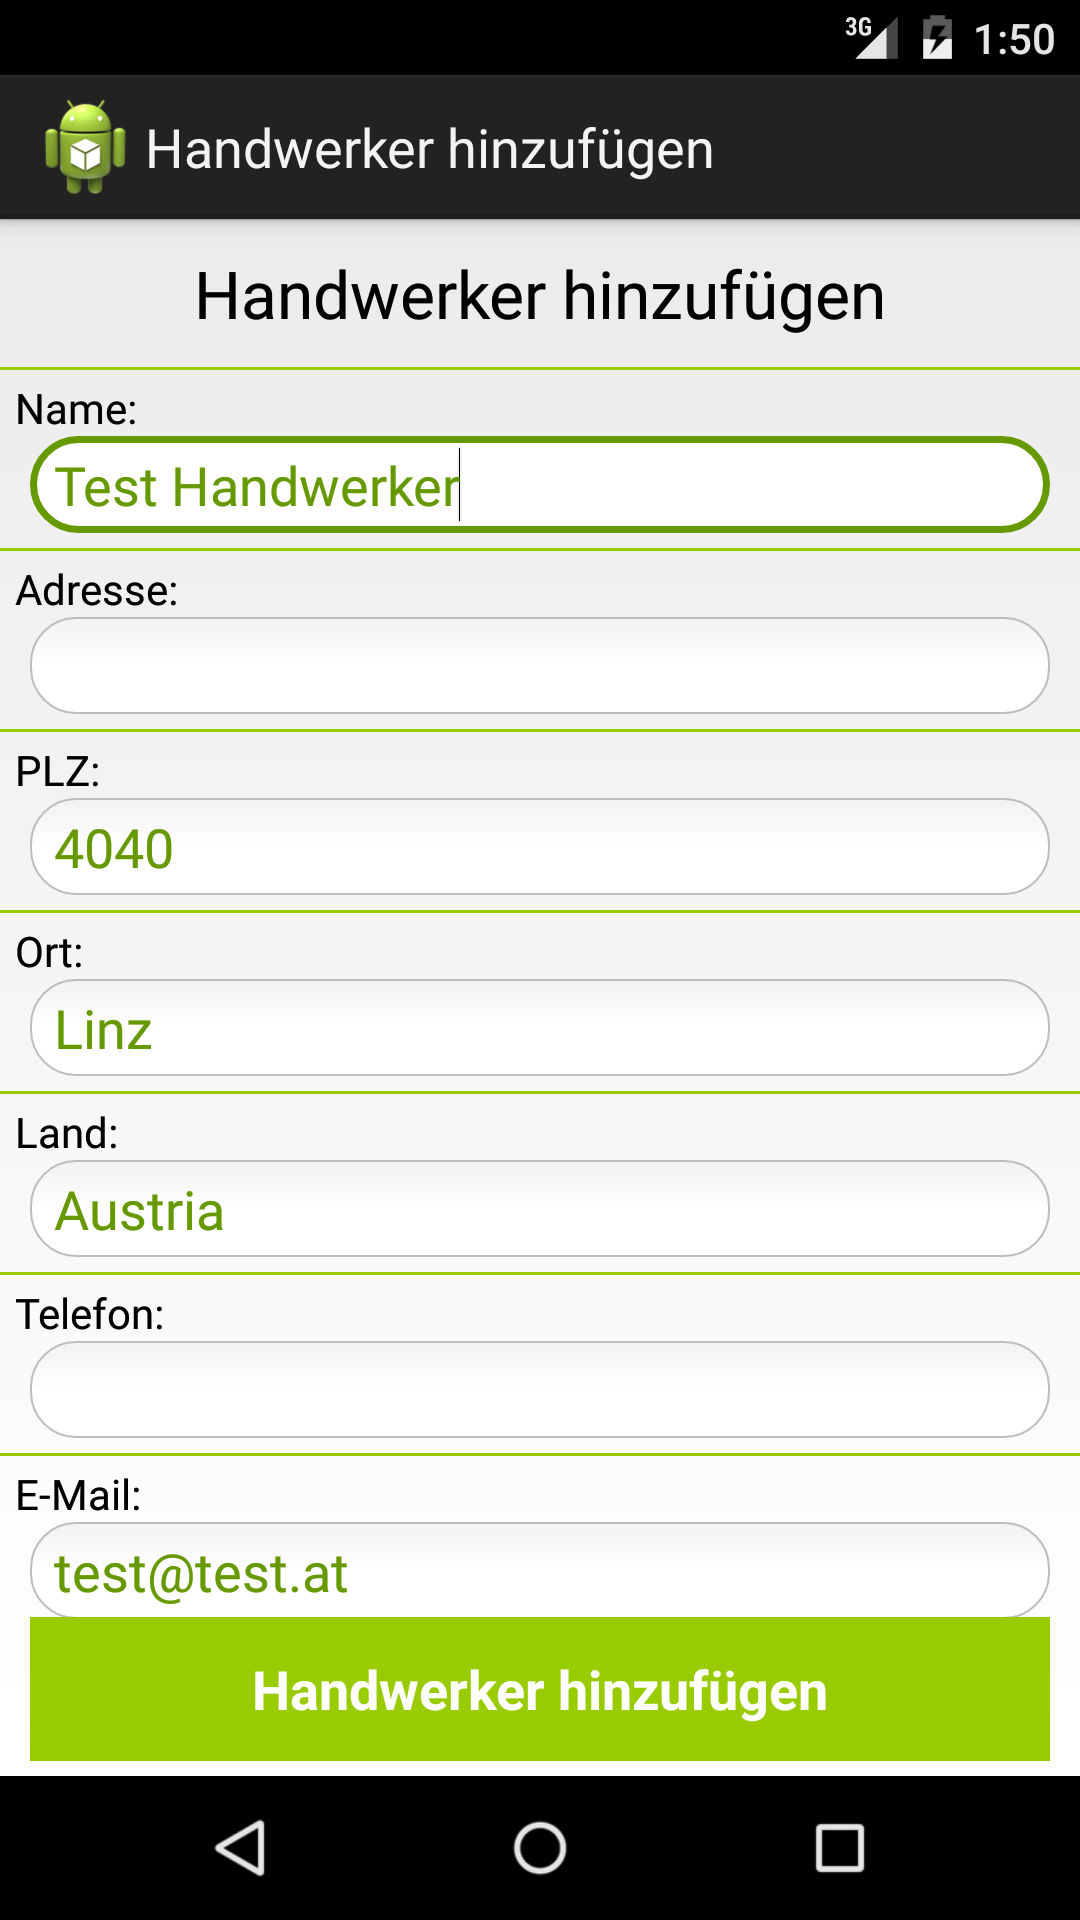 3G 1:50
Handwerker hinzufügen
Handwerker hinzufügen
Name:
Test Handwerker
Adresse:
PLZ:
4040
Ort:
Linz
Land:
Austria
Telefon:
E-Mail:
test@test.at
Handwerker hinzufügen